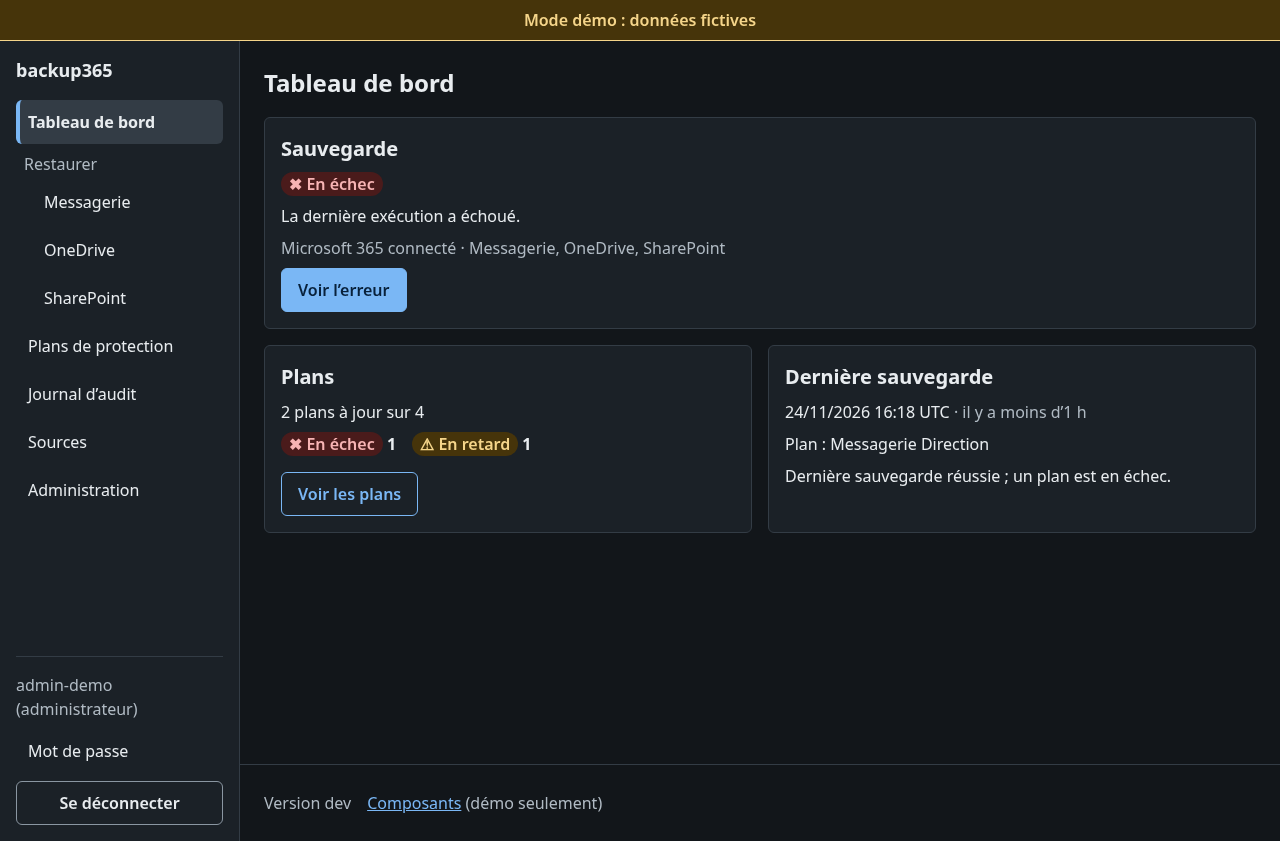 Mode démo : données fictives
backup365
Tableau de bord
Restaurer
Messagerie
OneDrive
SharePoint
Plans de protection
Journal d’audit
Sources
Administration
admin-demo
(administrateur)
Mot de passe
Se déconnecter
Tableau de bord
Sauvegarde
✖ En échec
La dernière exécution a échoué.
Microsoft 365 connecté · Messagerie, OneDrive, SharePoint
Voir l’erreur
Plans
2 plans à jour sur 4
✖ En échec 1 ⚠ En retard 1
Voir les plans
Dernière sauvegarde
24/11/2026 16:18 UTC · il y a moins d’1 h
Plan : Messagerie Direction
Dernière sauvegarde réussie ; un plan est en échec.
Version dev Composants (démo seulement)